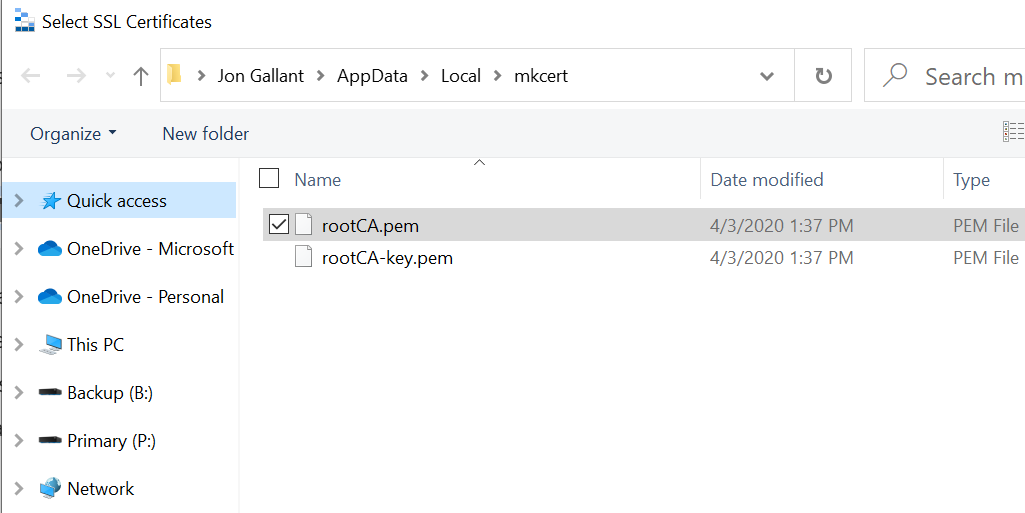 Select SSL Certificates
Jon Gallant > AppData > Local > mkcert
Search m
Organize
New folder
Name
Date modified
Type
Quick access
rootCA.pem
4/3/2020 1:37 PM
PEM File
OneDrive - Microsoft
rootCA-key.pem
4/3/2020 1:37 PM
PEM File
OneDrive - Personal
This PC
Backup (B:)
Primary (P:)
Network